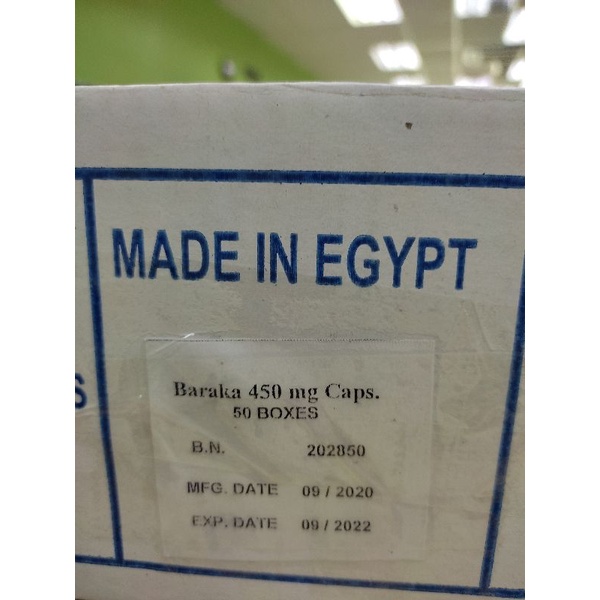 MADE IN EGYPT
S
Baraka 450 mg Caps.
50 BOXES
B.N. 202850
MFG. DATE 09 / 2020
EXP. DATE 09 / 2022